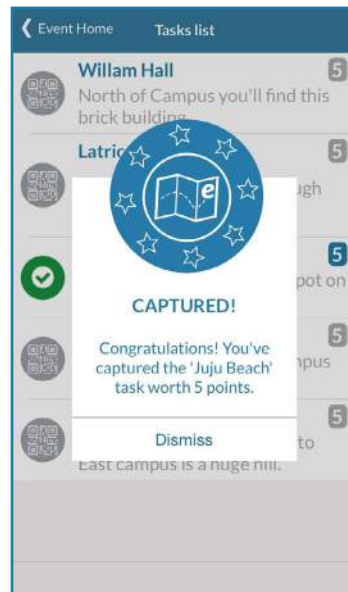 Event Home Tasks list
Willam Hall 5
North of Campus you'll find this
brick building
Latric 5
ugh
e
5
pot on
CAPTURED!
5
Congratulations! You've
captured the 'Juju Beach'
task worth 5 points.
mpus
5
Dismiss
to
East campus is a huge hill.